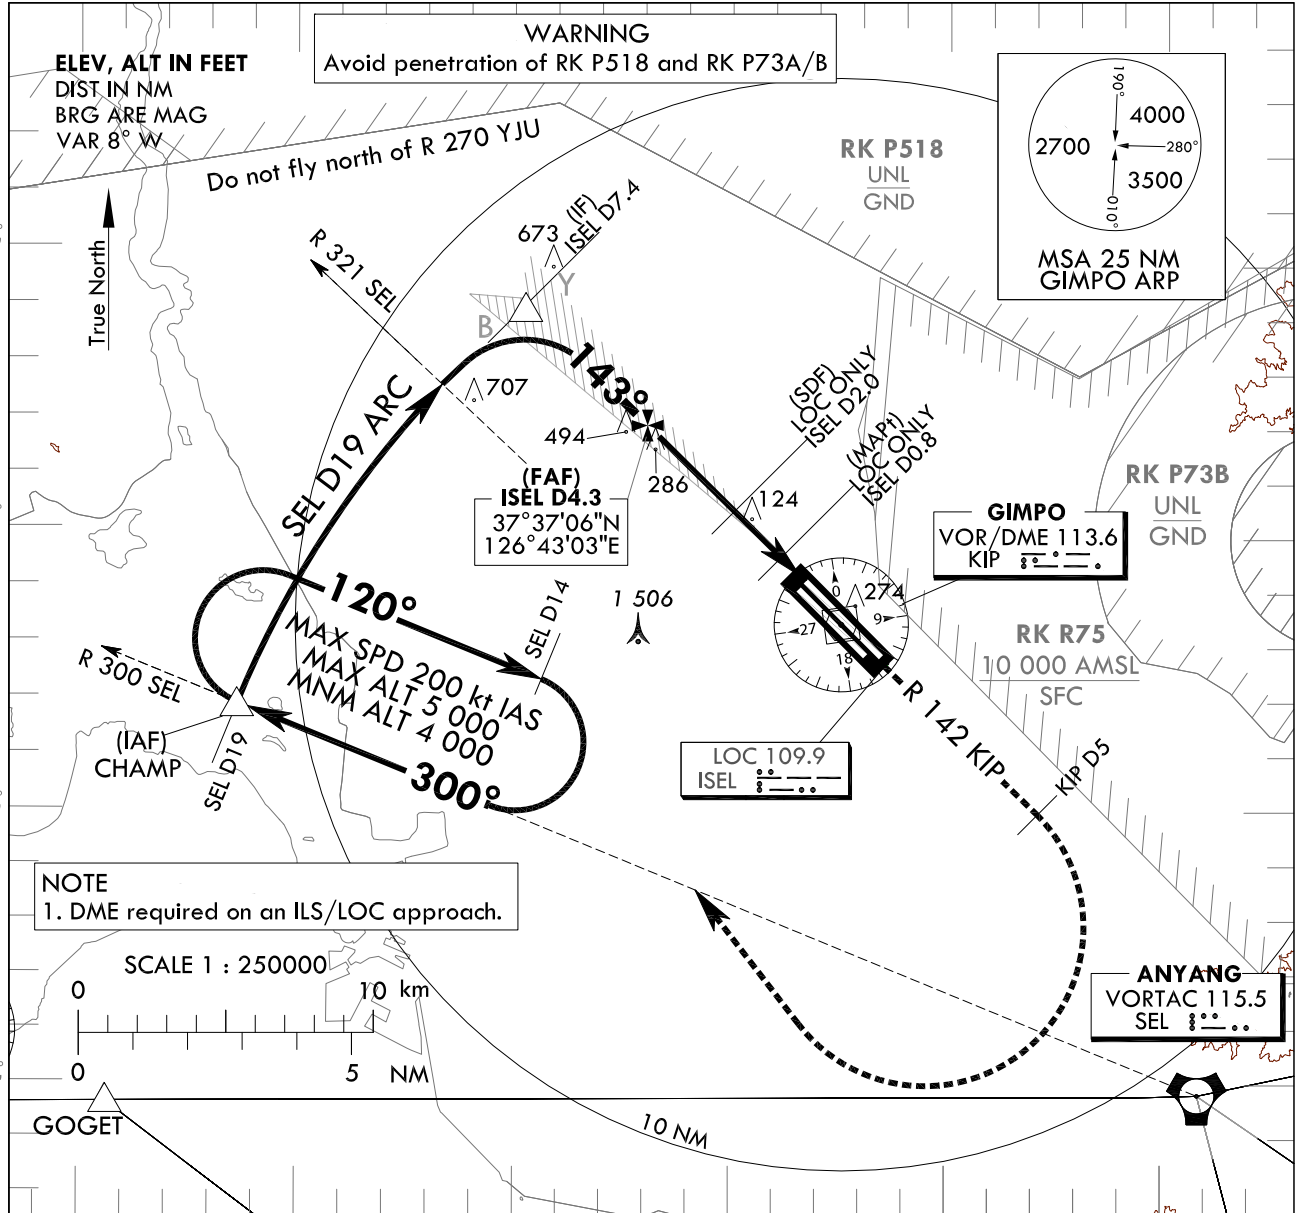 WARNING
Avoid penetration of RK P518 and RK P73A/B
ELEV, ALT IN FEET
DIST IN NM
BRG ARE MAG
VAR 8° W
Do not fly north of R 270 YJU
RK P518
UNL
GND
190°
4000
2700
280°
3500
010°
MSA 25 NM
GIMPO ARP
True North
R 321 SEL
673
(IF)
ISEL D7.4
Y
B
143°
707
494
286
SEL D19 ARC
(FAF)
ISEL D4.3
37°37'06"N
126°43'03"E
(SDF)
LOC ONLY
ISEL D2.0
(MAPt)
LOC ONLY
ISEL D0.8
124
RK P73B
UNL
GND
GIMPO
VOR/DME 113.6
KIP
120°
MAX SPD 200 kt IAS
MAX ALT 5 000
MNM ALT 4 000
SEL D14
1 506
274
0
9
27
18
RK R75
10 000 AMSL
SFC
R 300 SEL
(IAF)
CHAMP
SEL D19
300°
LOC 109.9
ISEL
R 142 KIP
KIP D5
NOTE
1. DME required on an ILS/LOC approach.
SCALE 1 : 250000
0
10 km
0
5
NM
ANYANG
VORTAC 115.5
SEL
GOGET
10 NM